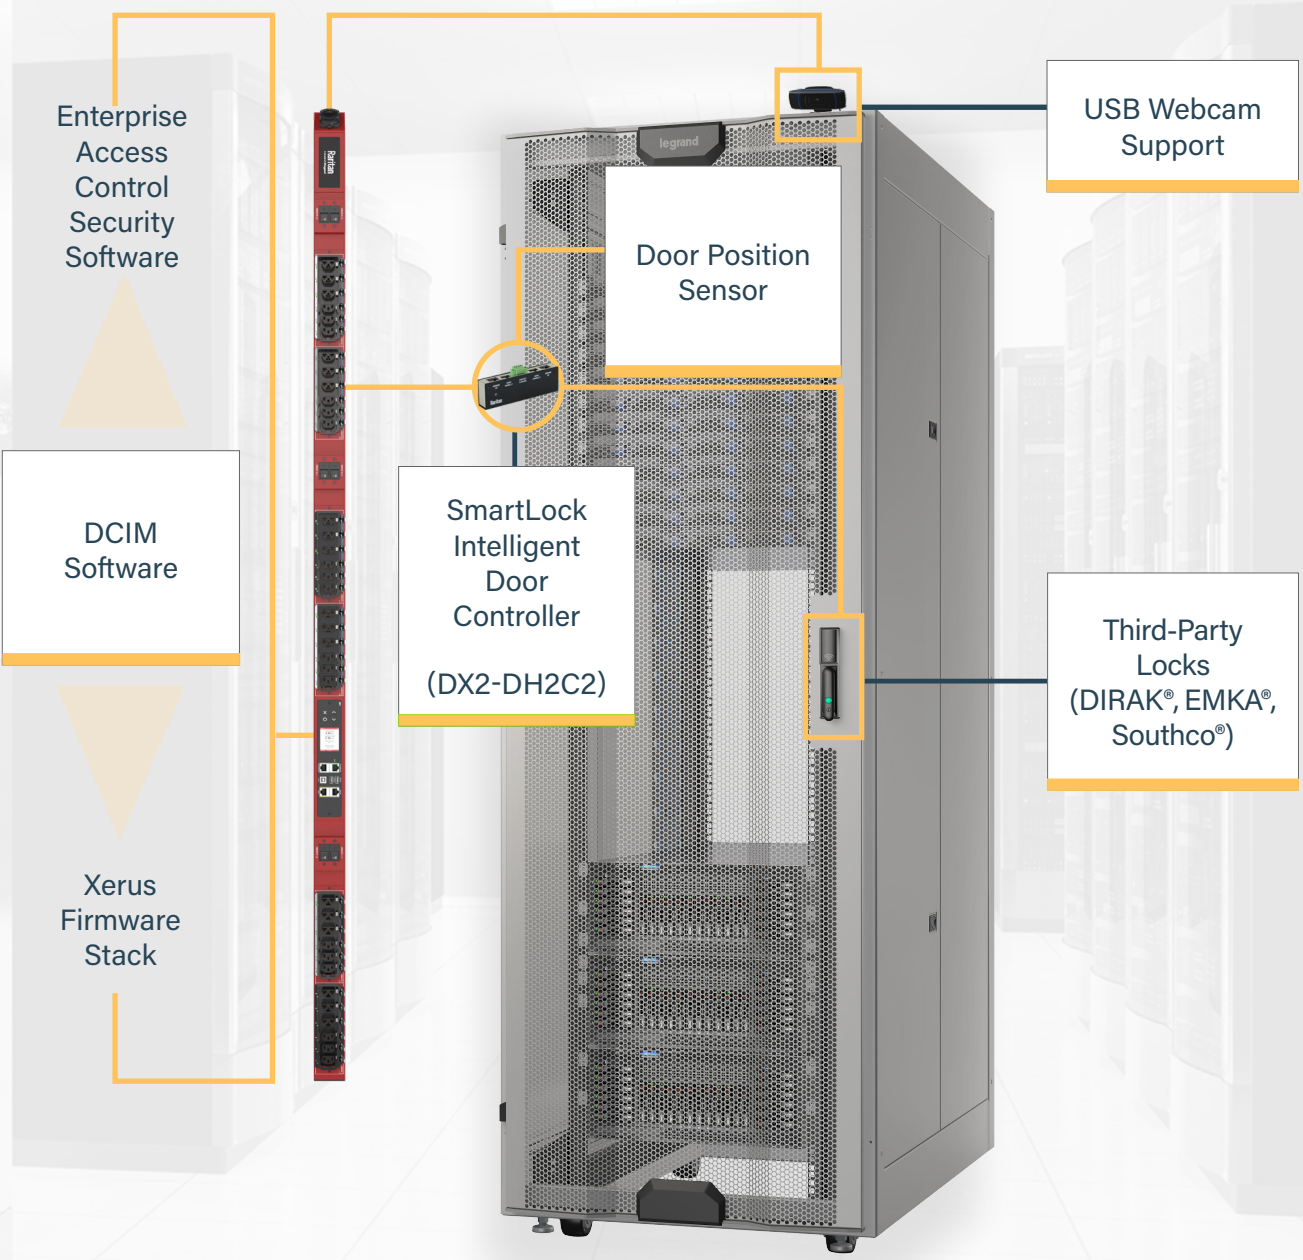 Enterprise
Access
Control
Security
Software
DCIM
Software
Xerus
Firmware
Stack
Raritan
legrand
USB Webcam
Support
Door Position
Sensor
Raritan
SmartLock
Intelligent
Door
Controller
(DX2-DH2C2)
Third-Party
Locks
(DIRAK®, EMKA®,
Southco®)